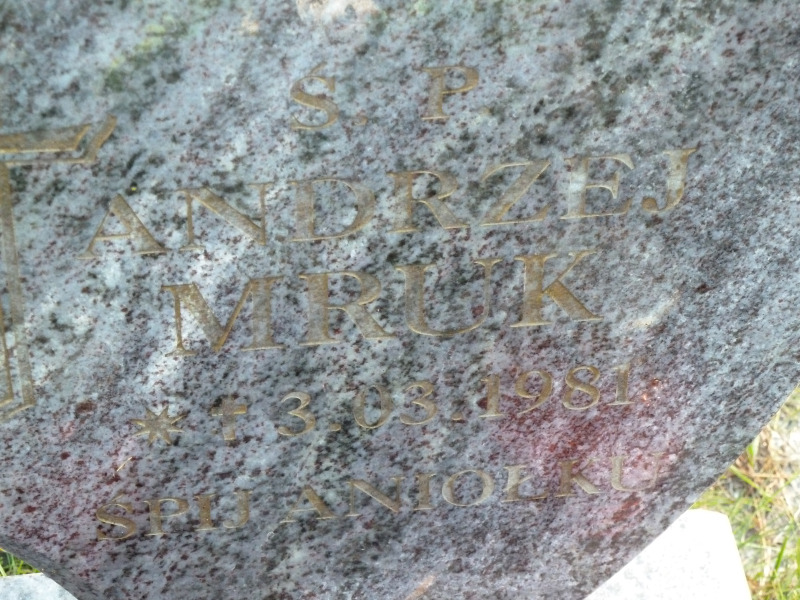 Ś. P.
ANDRZEJ
MRUK
* † 3.03.1981
ŚPIJ ANIOŁKU